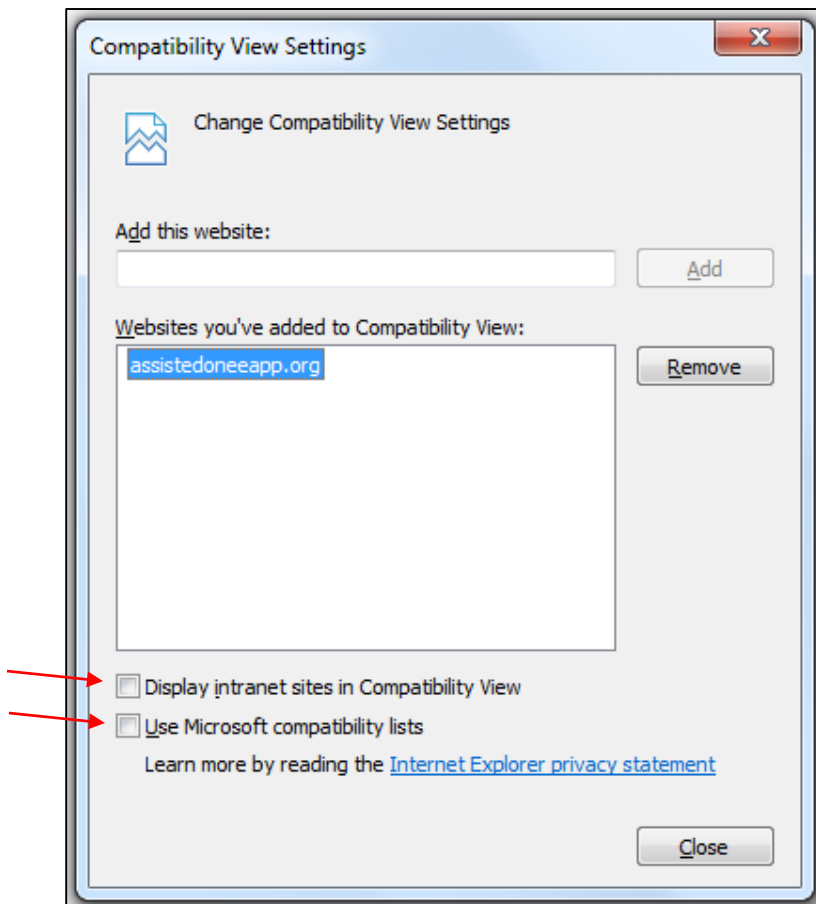 Compatibility View Settings
Change Compatibility View Settings
Add this website:
Add
Websites you've added to Compatibility View:
assistedoneeapp.org
Remove
Display intranet sites in Compatibility View
Use Microsoft compatibility lists
Learn more by reading the Internet Explorer privacy statement
Close